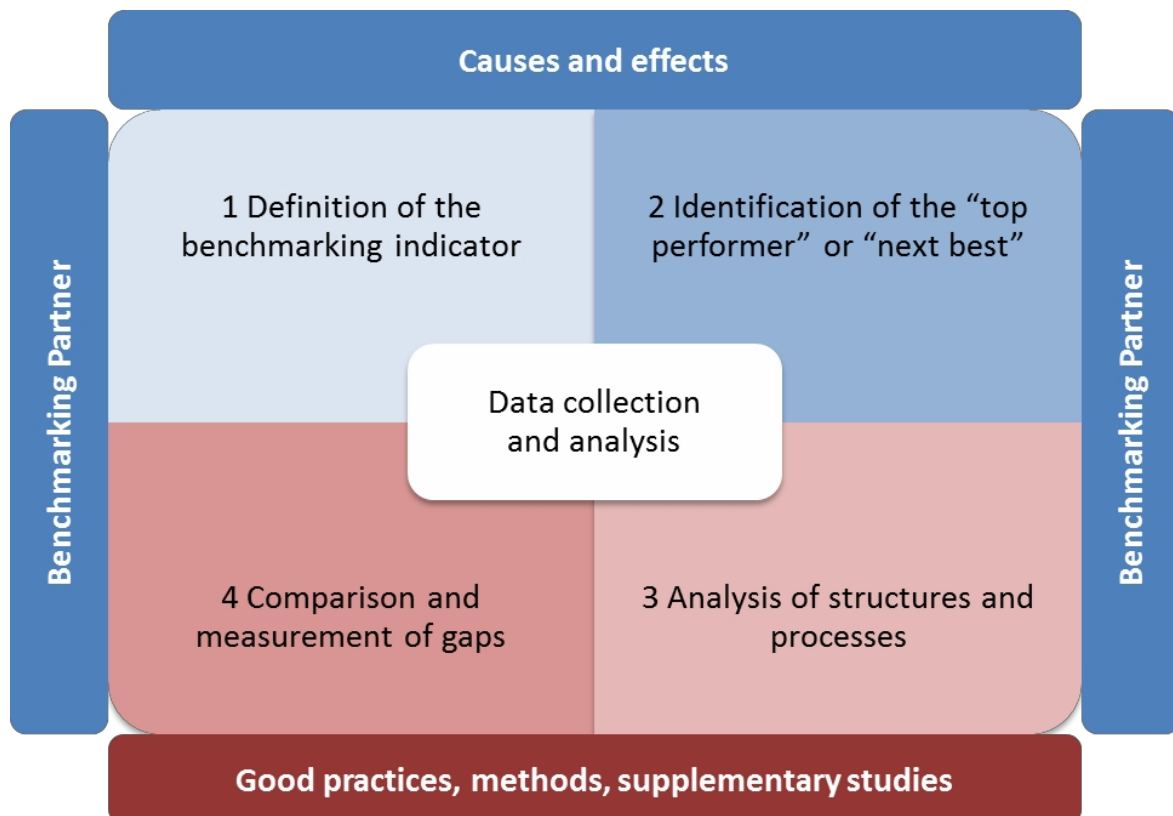 Causes and effects
Benchmarking Partner
1 Definition of the
benchmarking indicator
2 Identification of the “top
performer” or “next best”
Benchmarking Partner
Data collection
and analysis
4 Comparison and
measurement of gaps
3 Analysis of structures and
processes
Good practices, methods, supplementary studies